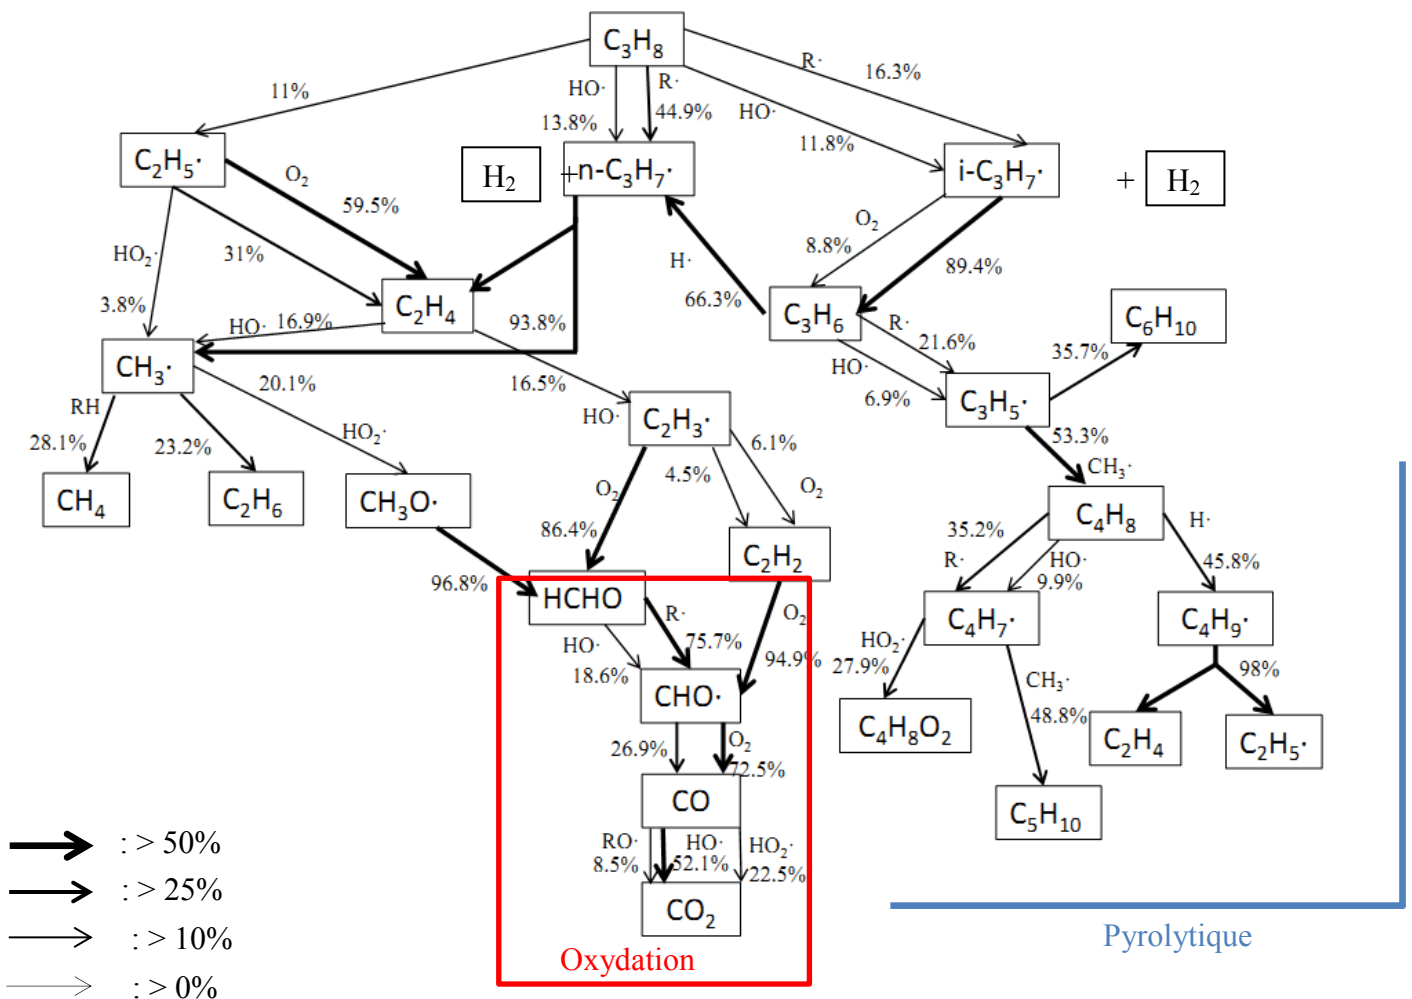 C₃H₈
R·
16.3%
11%
HO·
R·
44.9%
HO·
13.8%
11.8%
C₂H₅·
H₂
+
n-C₃H₇·
i-C₃H₇·
+
H₂
O₂
59.5%
O₂
8.8%
HO₂·
31%
H·
89.4%
3.8%
66.3%
C₂H₄
C₃H₆
C₆H₁₀
HO·
16.9%
93.8%
R·
21.6%
35.7%
CH₃·
20.1%
16.5%
HO·
6.9%
C₃H₅·
RH
HO·
C₂H₃·
28.1%
23.2%
HO₂·
6.1%
4.5%
53.3%
CH₃·
CH₄
C₂H₆
CH₃O·
O₂
O₂
86.4%
C₂H₂
C₄H₈
35.2%
H·
R·
HO·
9.9%
45.8%
96.8%
HCHO
R·
O₂
75.7%
HO·
18.6%
94.9%
C₄H₇·
C₄H₉·
HO₂·
27.9%
CH₃·
98%
48.8%
CHO·
C₄H₈O₂
C₂H₄
C₂H₅·
26.9%
O₂
72.5%
CO
C₅H₁₀
RO·
HO·
HO₂·
8.5%
52.1%
22.5%
CO₂
Oxydation
Pyrolytique
: > 50%
: > 25%
: > 10%
: > 0%